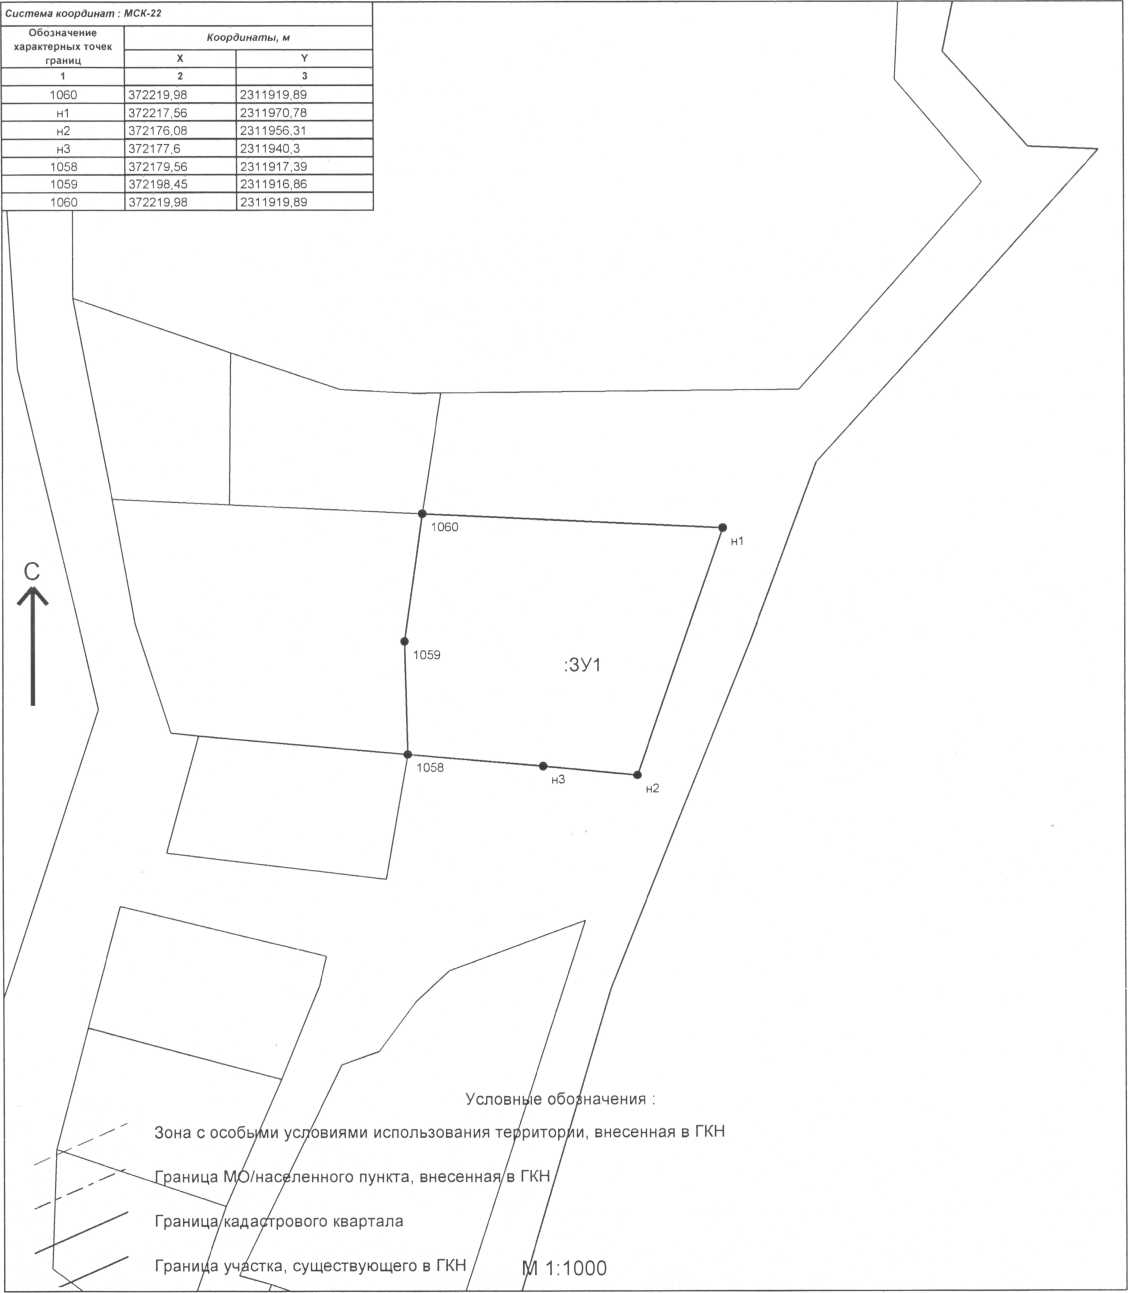 Система координат : МСК-22
Обозначение характерных точек границ
Координаты, м
X Y
1 2 3
1060 372219,98 2311919,89
н1 372217,56 2311970,78
н2 372176,08 2311956,31
н3 372177,6 2311940,3
1058 372179,56 2311917,39
1059 372198,45 2311916,86
1060 372219,98 2311919,89
1060
н1
С
1059
:ЗУ1
1058
н3
н2
Условные обозначения :
Зона с особыми условиями использования территории, внесенная в ГКН
Граница МО/населенного пункта, внесенная в ГКН
Граница кадастрового квартала
Граница участка, существующего в ГКН
М 1:1000